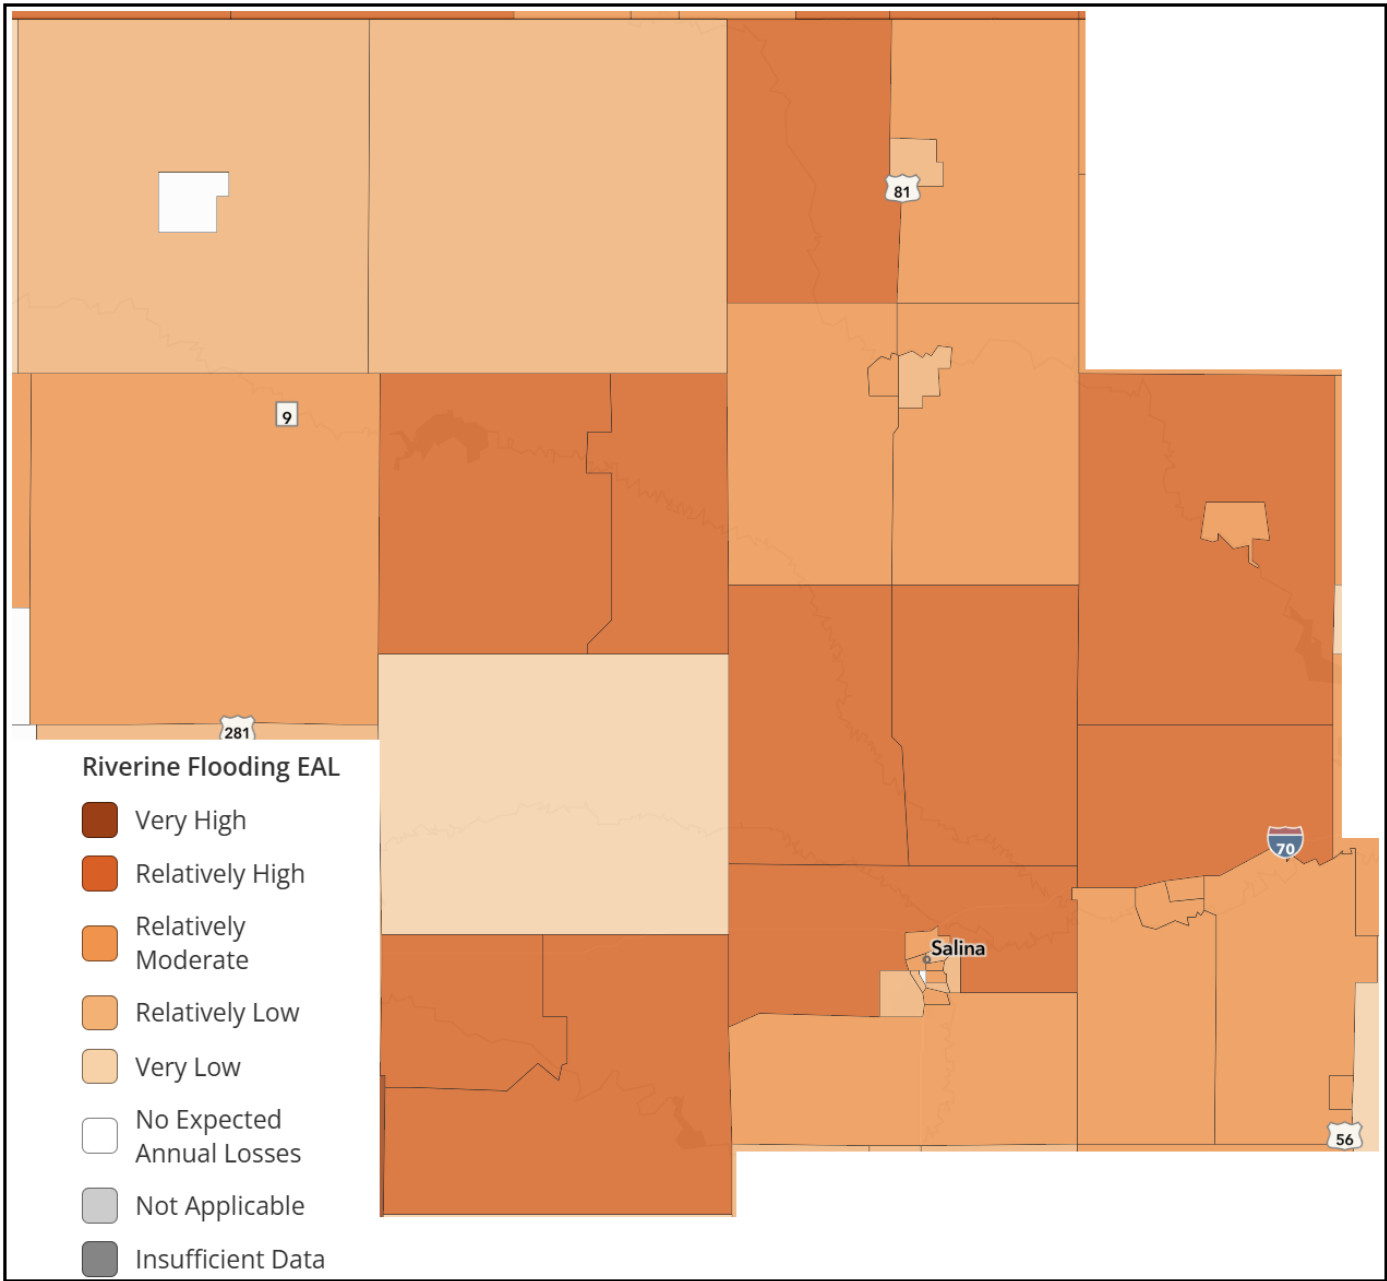 81
9
281
Riverine Flooding EAL
Very High
Relatively High
Relatively
Moderate
Relatively Low
Very Low
No Expected
Annual Losses
Not Applicable
Insufficient Data
70
Salina
56